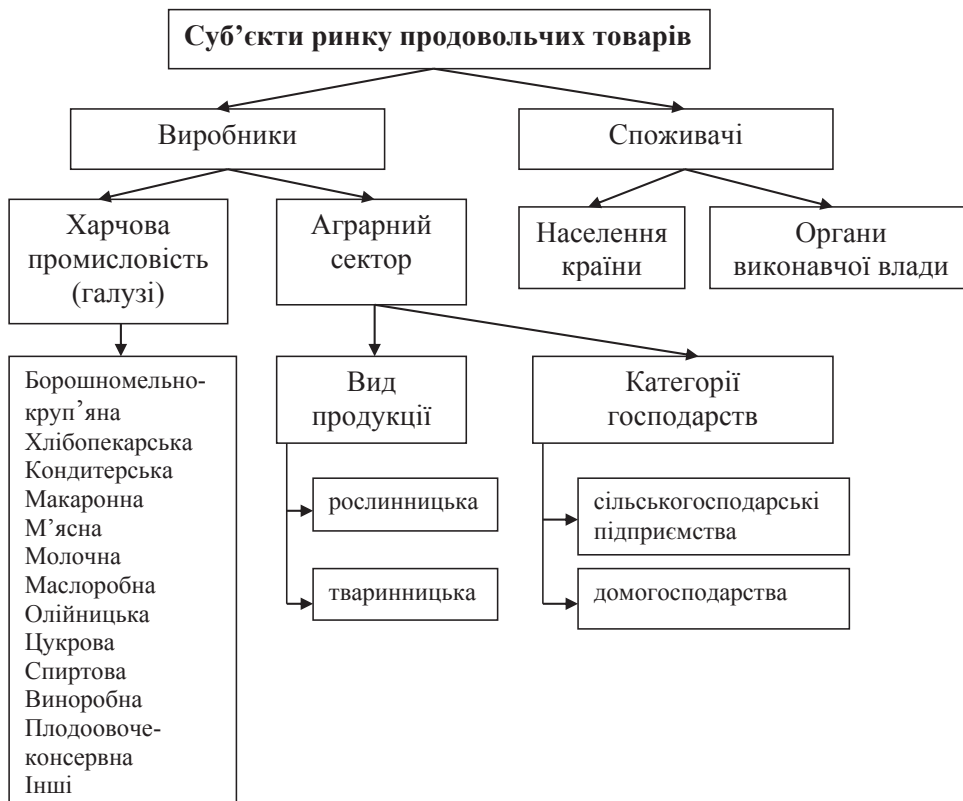 Суб’єкти ринку продовольчих товарів
Виробники
Споживачі
Харчова
промисловість
(галузі)
Аграрний
сектор
Населення
країни
Органи
виконавчої влади
Борошномельно-
круп’яна
Хлібопекарська
Кондитерська
Макаронна
М’ясна
Молочна
Маслоробна
Олійницька
Цукрова
Спиртова
Виноробна
Плодоовоче-
консервна
Інші
Вид
продукції
рослинницька
тваринницька
Категорії
господарств
сільськогосподарські
підприємства
домогосподарства